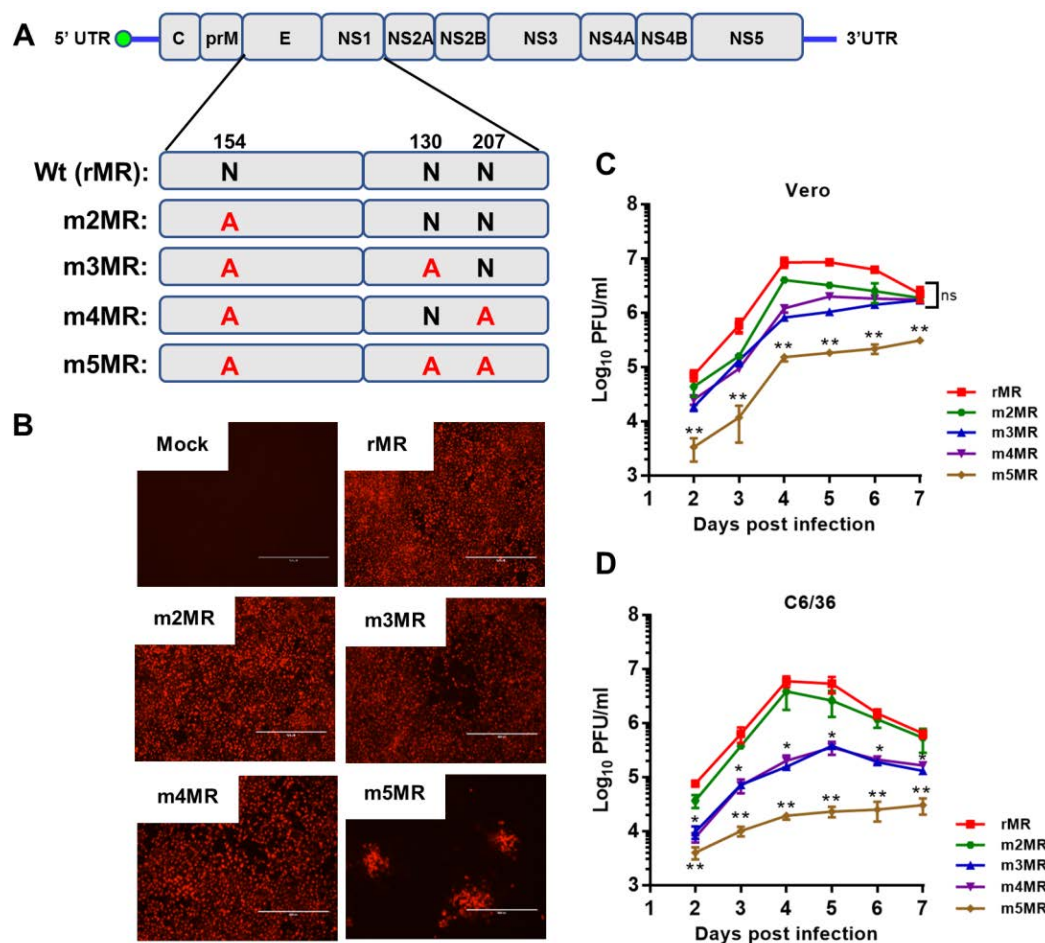 A
5' UTR C prM E NS1 NS2A NS2B NS3 NS4A NS4B NS5 3'UTR
154 130 207
Wt (rMR): N N N
m2MR: A N N
m3MR: A A N
m4MR: A N A
m5MR: A A A
B
Mock rMR
m2MR m3MR
m4MR m5MR
C
Vero
8
7
6
5
4
3
Log10 PFU/ml
ns
** ** ** ** ** **
1 2 3 4 5 6 7
Days post infection
rMR
m2MR
m3MR
m4MR
m5MR
D
C6/36
8
7
6
5
4
3
Log10 PFU/ml
* * * * * *
** ** ** ** ** **
1 2 3 4 5 6 7
Days post infection
rMR
m2MR
m3MR
m4MR
m5MR